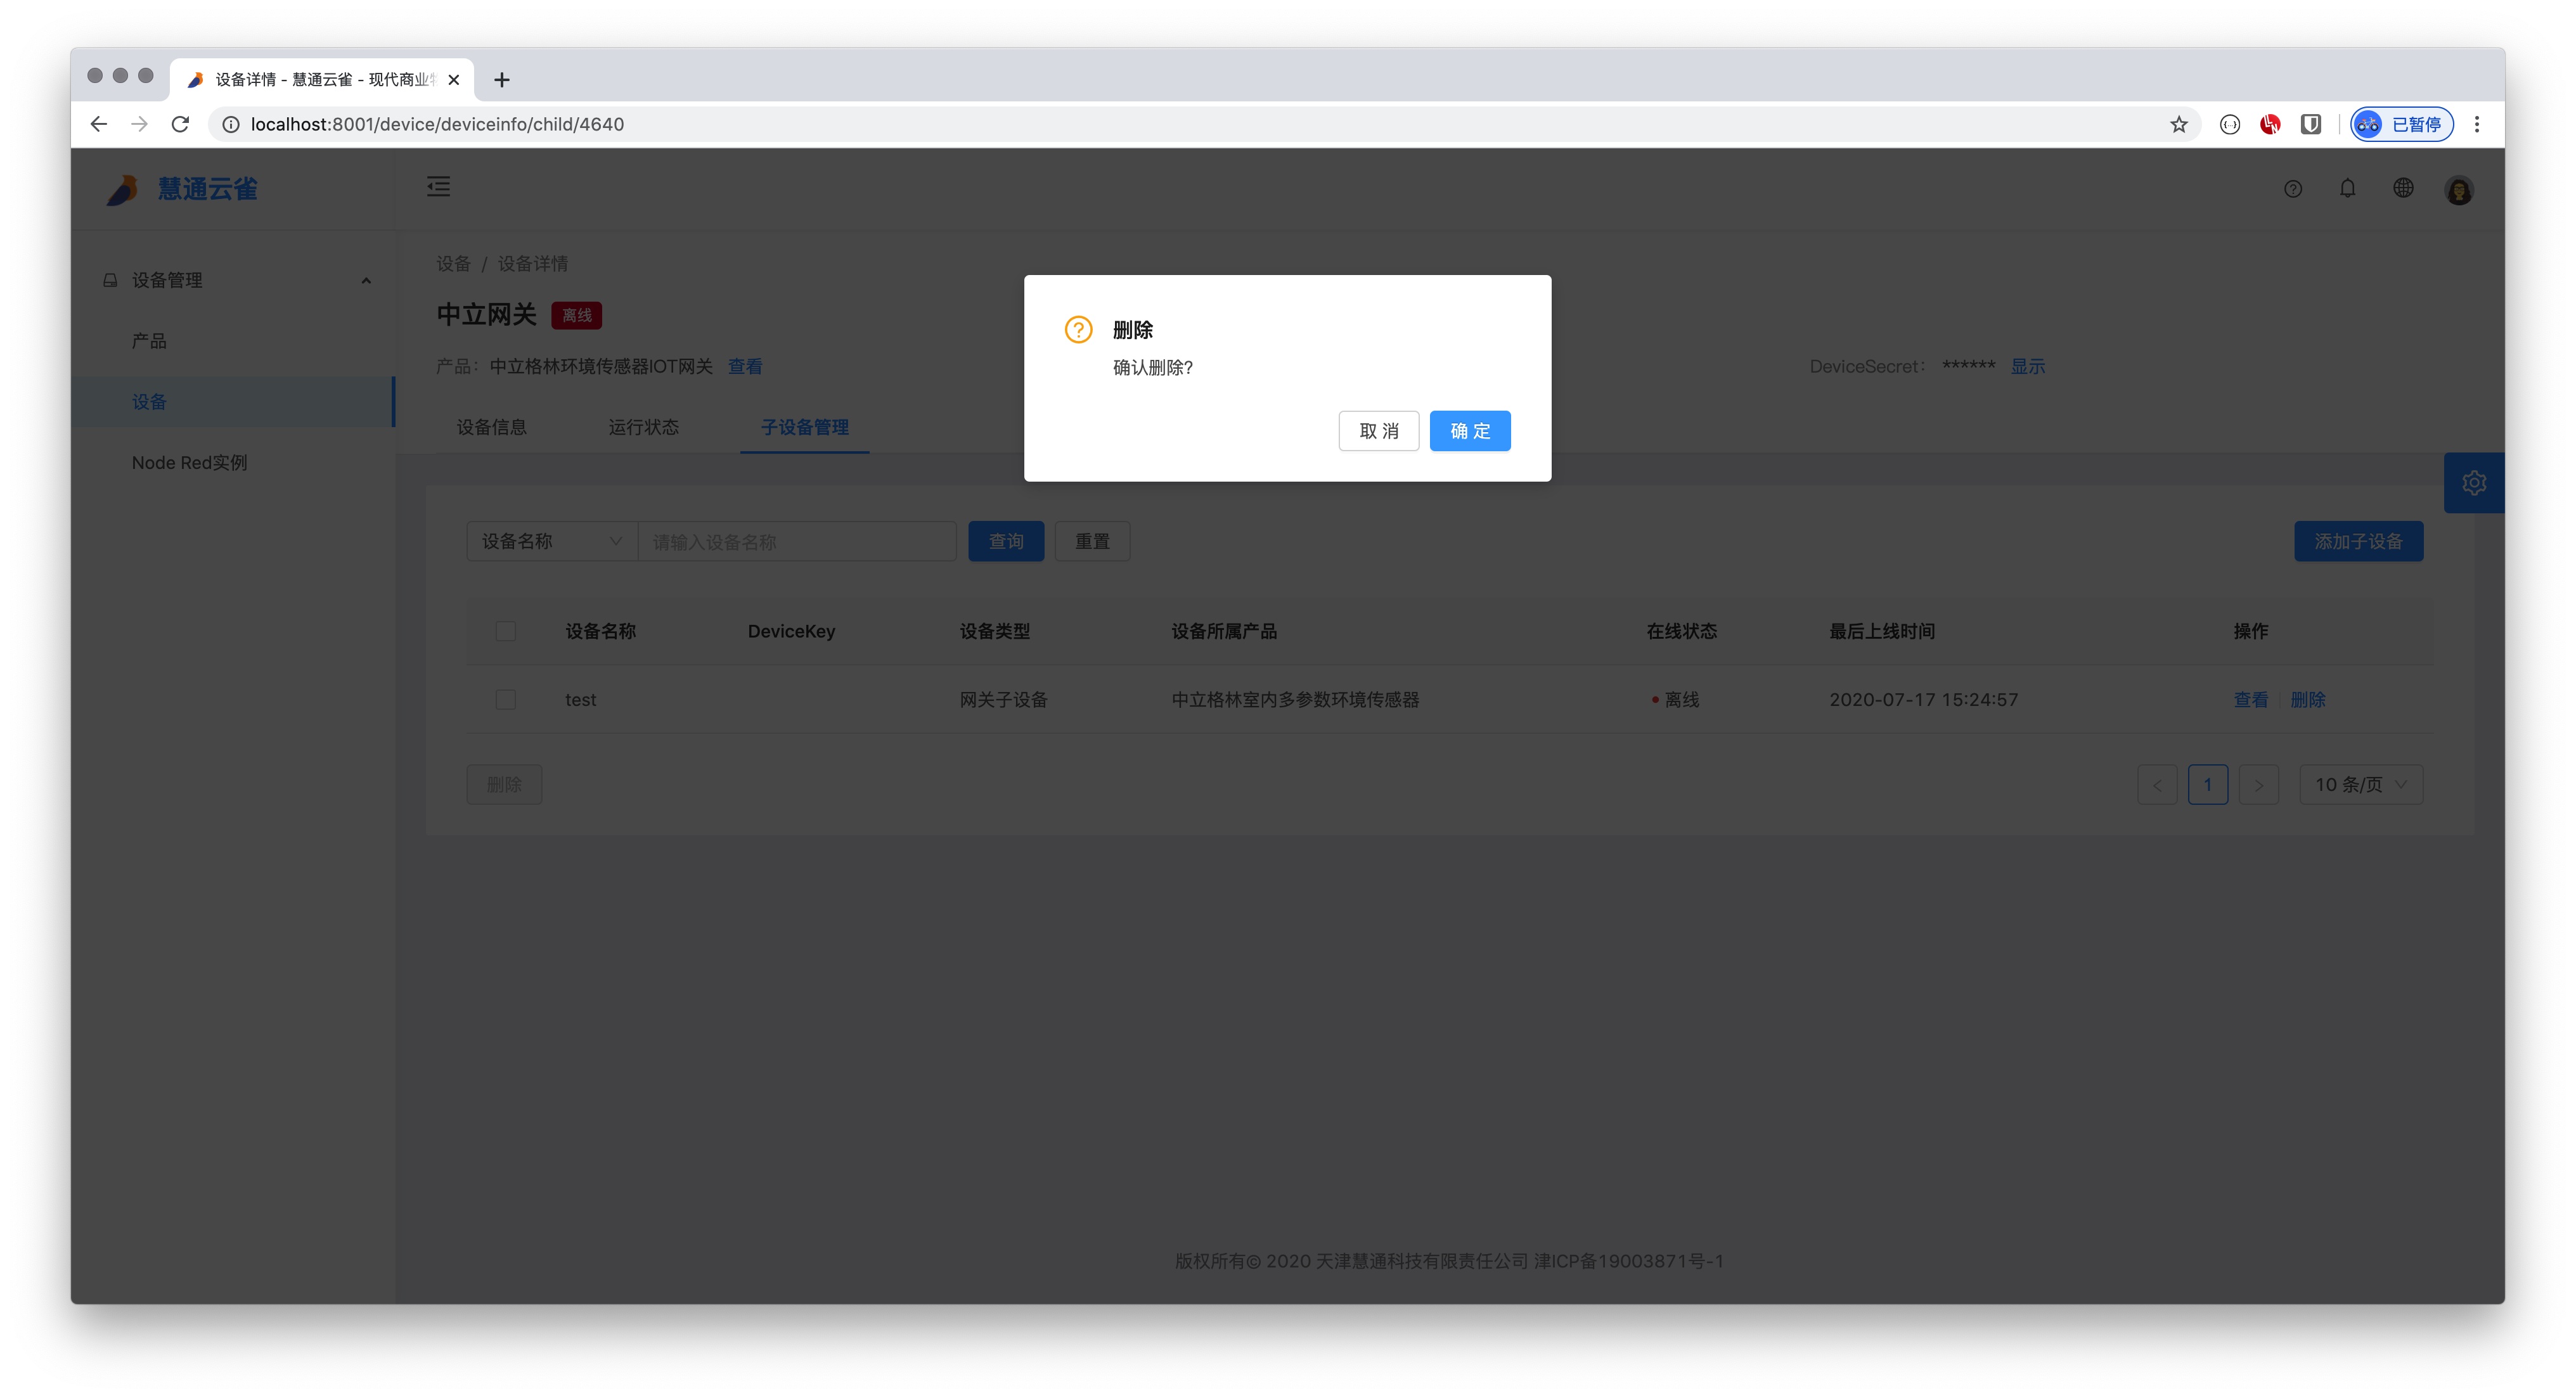 设备详情 - 慧通云雀 - 现代商业
localhost:8001/device/deviceinfo/child/4640
已暂停
慧通云雀
设备管理
产品
设备
Node Red实例
设备 / 设备详情
中立网关 离线
产品: 中立格林环境传感器IOT网关 查看
DeviceSecret: ****** 显示
设备信息 运行状态 子设备管理
删除
确认删除?
取 消 确 定
设备名称 请输入设备名称 查询 重置 添加子设备
设备名称 DeviceKey 设备类型 设备所属产品 在线状态 最后上线时间 操作
test 网关子设备 中立格林室内多参数环境传感器 离线 2020-07-17 15:24:57 查看 删除
删除 < 1 > 10 条/页
版权所有© 2020 天津慧通科技有限责任公司 津ICP备19003871号-1